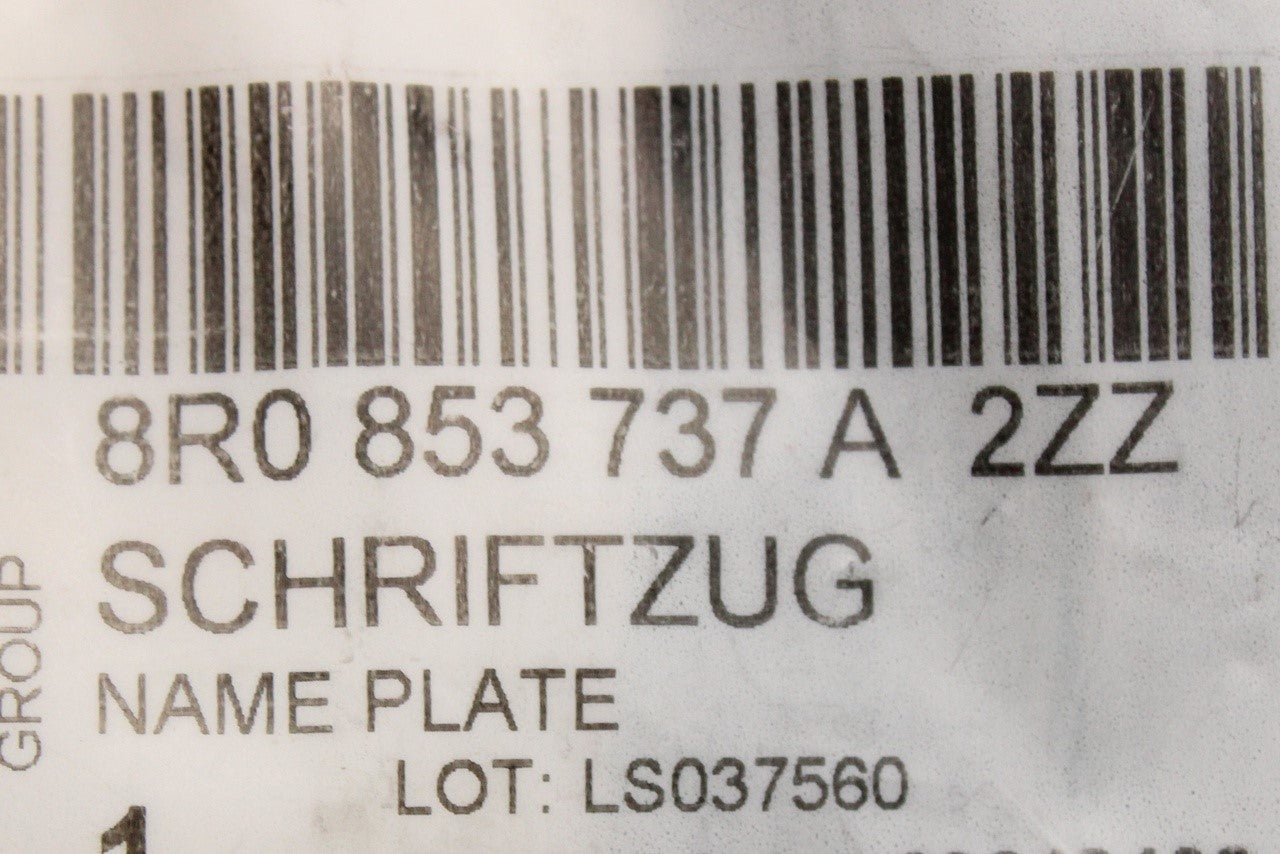 8R0 853 737 A 2ZZ
SCHRIFTZUG
NAME PLATE
LOT: LS037560
GROUP
1